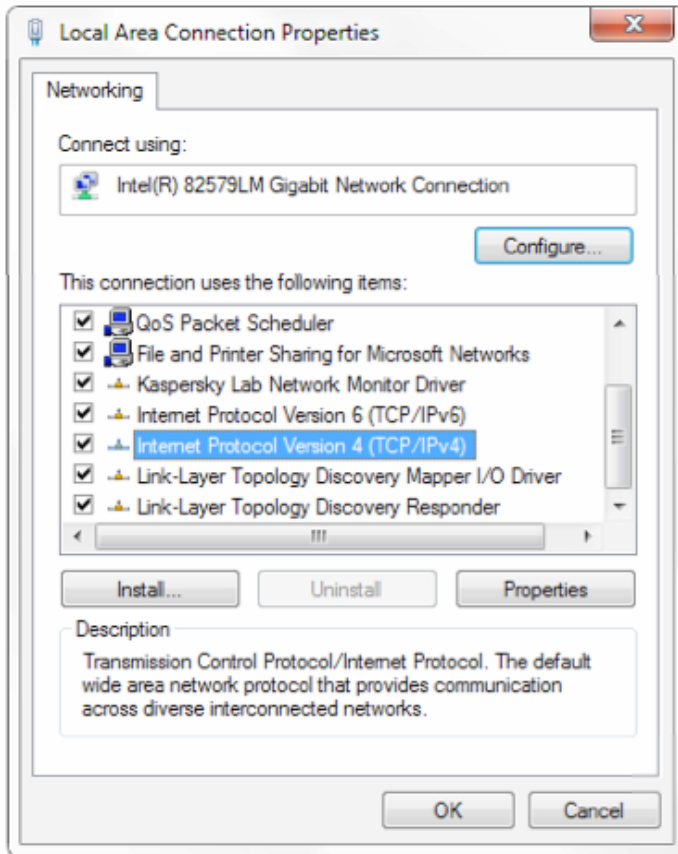 Local Area Connection Properties
Networking
Connect using:
Intel(R) 82579LM Gigabit Network Connection
Configure...
This connection uses the following items:
QoS Packet Scheduler
File and Printer Sharing for Microsoft Networks
Kaspersky Lab Network Monitor Driver
Internet Protocol Version 6 (TCP/IPv6)
Internet Protocol Version 4 (TCP/IPv4)
Link-Layer Topology Discovery Mapper I/O Driver
Link-Layer Topology Discovery Responder
Install...
Uninstall
Properties
Description
Transmission Control Protocol/Internet Protocol. The default
wide area network protocol that provides communication
across diverse interconnected networks.
OK
Cancel